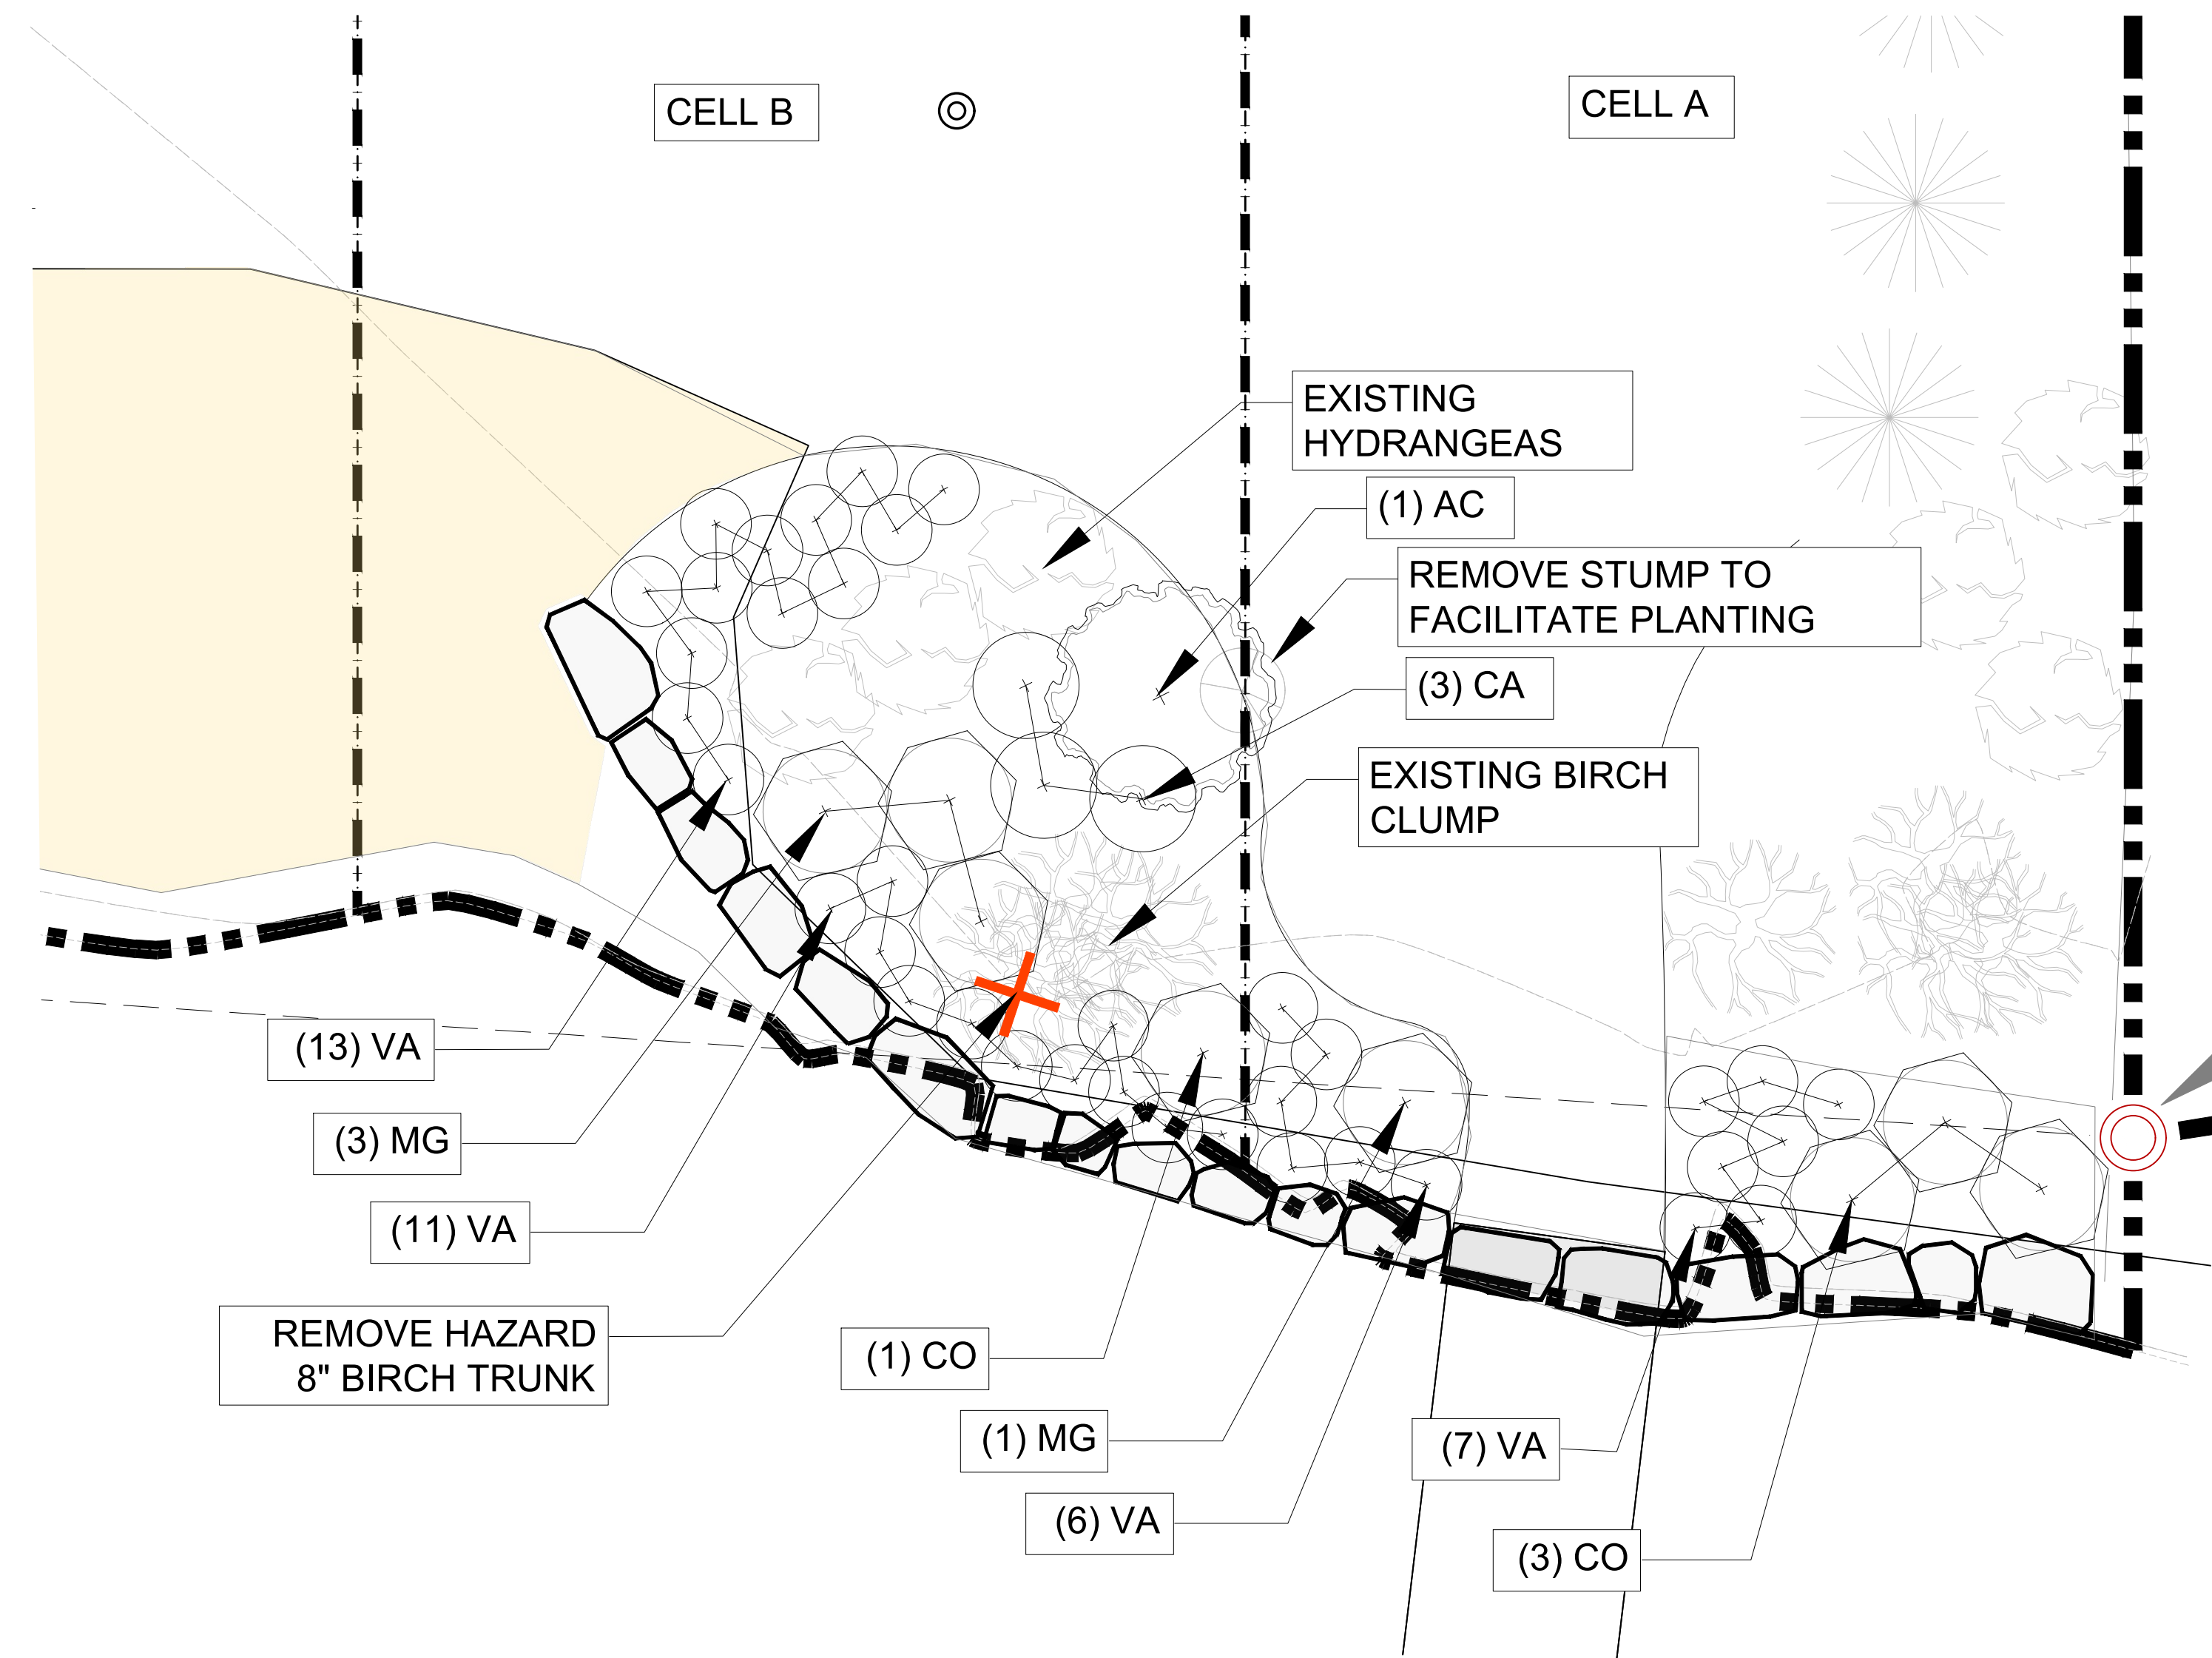 CELL B
CELL A
EXISTING
HYDRANGEAS
(1) AC
REMOVE STUMP TO
FACILITATE PLANTING
(3) CA
EXISTING BIRCH
CLUMP
(13) VA
(3) MG
(11) VA
REMOVE HAZARD
8" BIRCH TRUNK
(1) CO
(1) MG
(6) VA
(7) VA
(3) CO